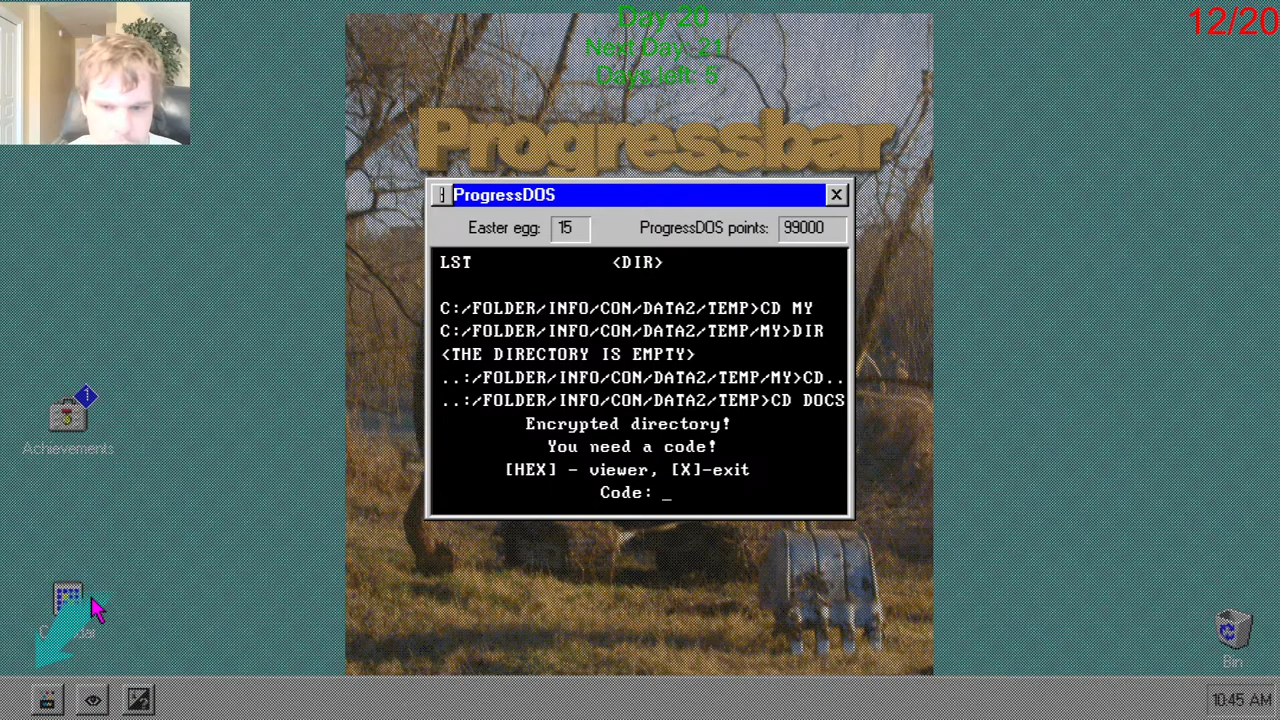 Day 20
Next Day: 21
Days left: 5
12/20
Progressbar
ProgressDOS
Easter egg: 15 ProgressDOS points: 99000
LST <DIR>
C:/FOLDER/INFO/CON/DATA2/TEMP>CD MY
C:/FOLDER/INFO/CON/DATA2/TEMP/MY>DIR
<THE DIRECTORY IS EMPTY>
..:/FOLDER/INFO/CON/DATA2/TEMP/MY>CD..
..:/FOLDER/INFO/CON/DATA2/TEMP>CD DOCS
Encrypted directory!
You need a code!
[HEX] - viewer, [X]-exit
Code: _
1
Achievements
Bin
10:45 AM